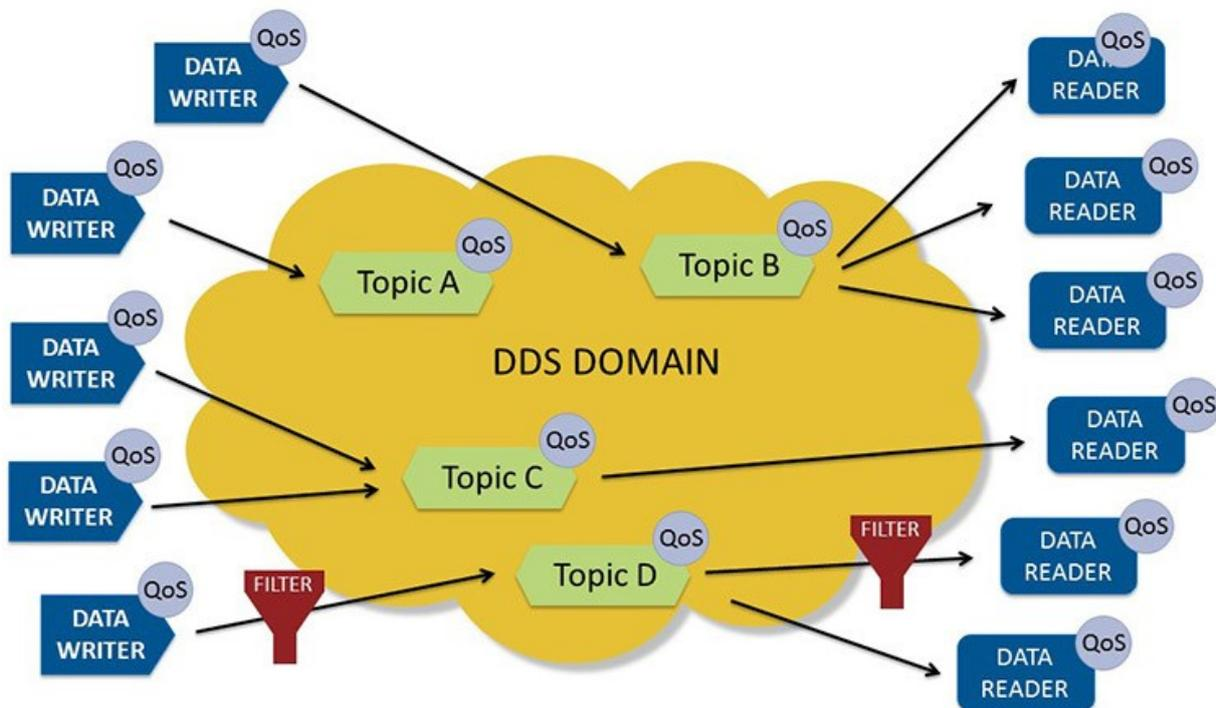 QoS
DATA
WRITER
QoS
DATA
READER
QoS
DATA
WRITER
QoS
DATA
READER
QoS
Topic A
QoS
Topic B
QoS
DATA
READER
QoS
DATA
WRITER
DDS DOMAIN
QoS
DATA
READER
QoS
DATA
WRITER
QoS
Topic C
QoS
Topic D
FILTER
QoS
DATA
READER
QoS
DATA
WRITER
FILTER
QoS
DATA
READER